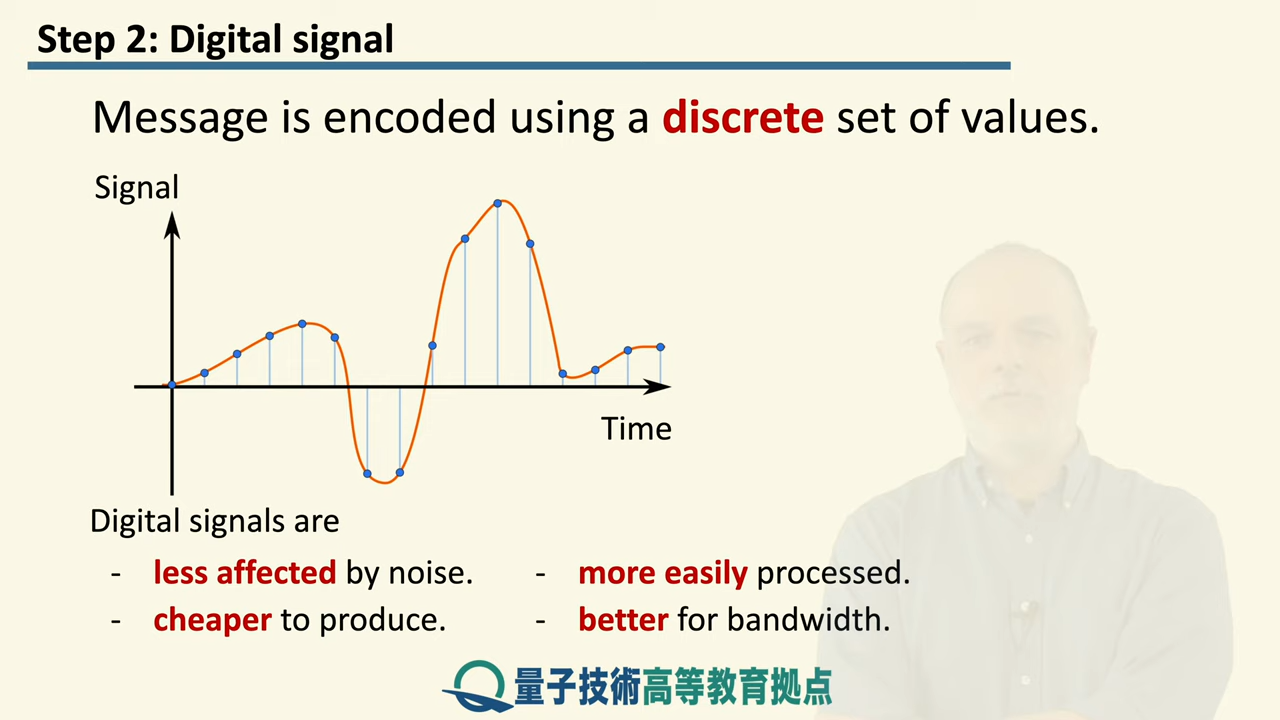 Step 2: Digital signal
Message is encoded using a discrete set of values.
Signal
Time
Digital signals are
- less affected by noise.
- more easily processed.
- cheaper to produce.
- better for bandwidth.
量子技術高等教育拠点